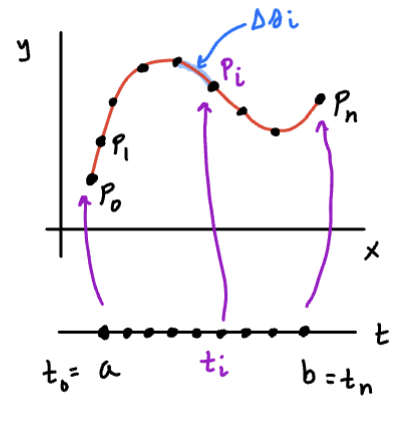 Δsi
y
Pi
Pn
P1
P0
x
t
t0 = a
ti
b = tn